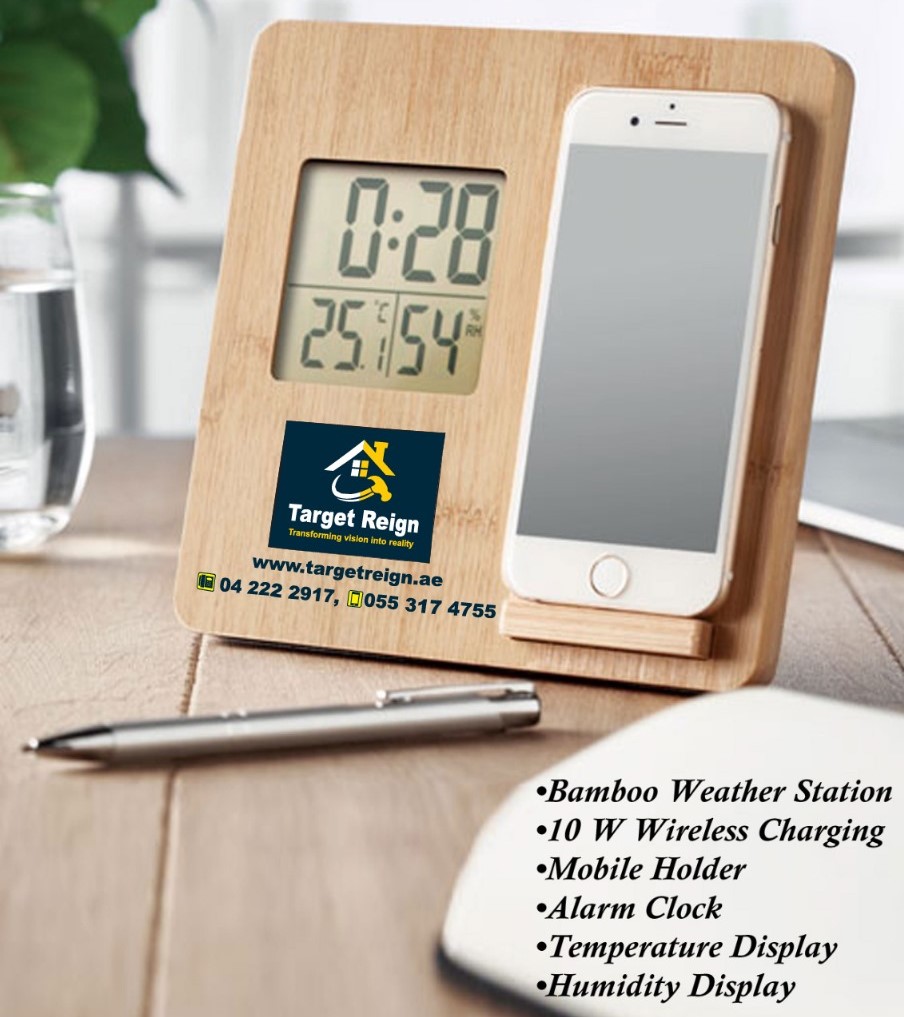 0:28
25.1 °C 54 % RH
Target Reign
Transforming vision into reality
www.targetreign.ae
04 222 2917, 055 317 4755
•Bamboo Weather Station
•10 W Wireless Charging
•Mobile Holder
•Alarm Clock
•Temperature Display
•Humidity Display